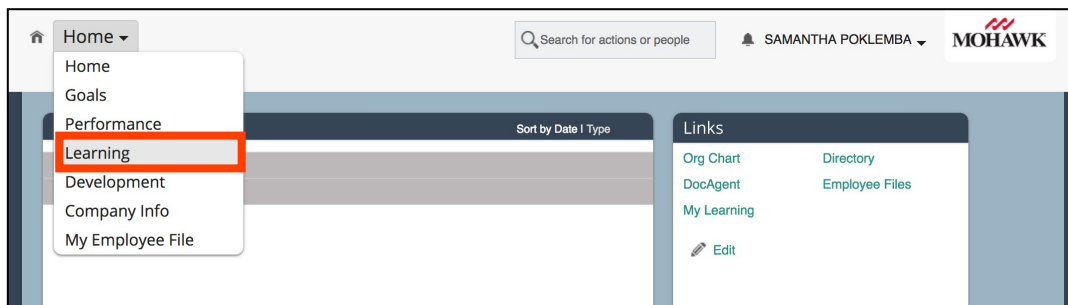 Home
Search for actions or people
SAMANTHA POKLEMBA
MOHAWK
Home
Goals
Performance
Learning
Development
Company Info
My Employee File
Sort by Date I Type
Links
Org Chart
Directory
DocAgent
Employee Files
My Learning
Edit